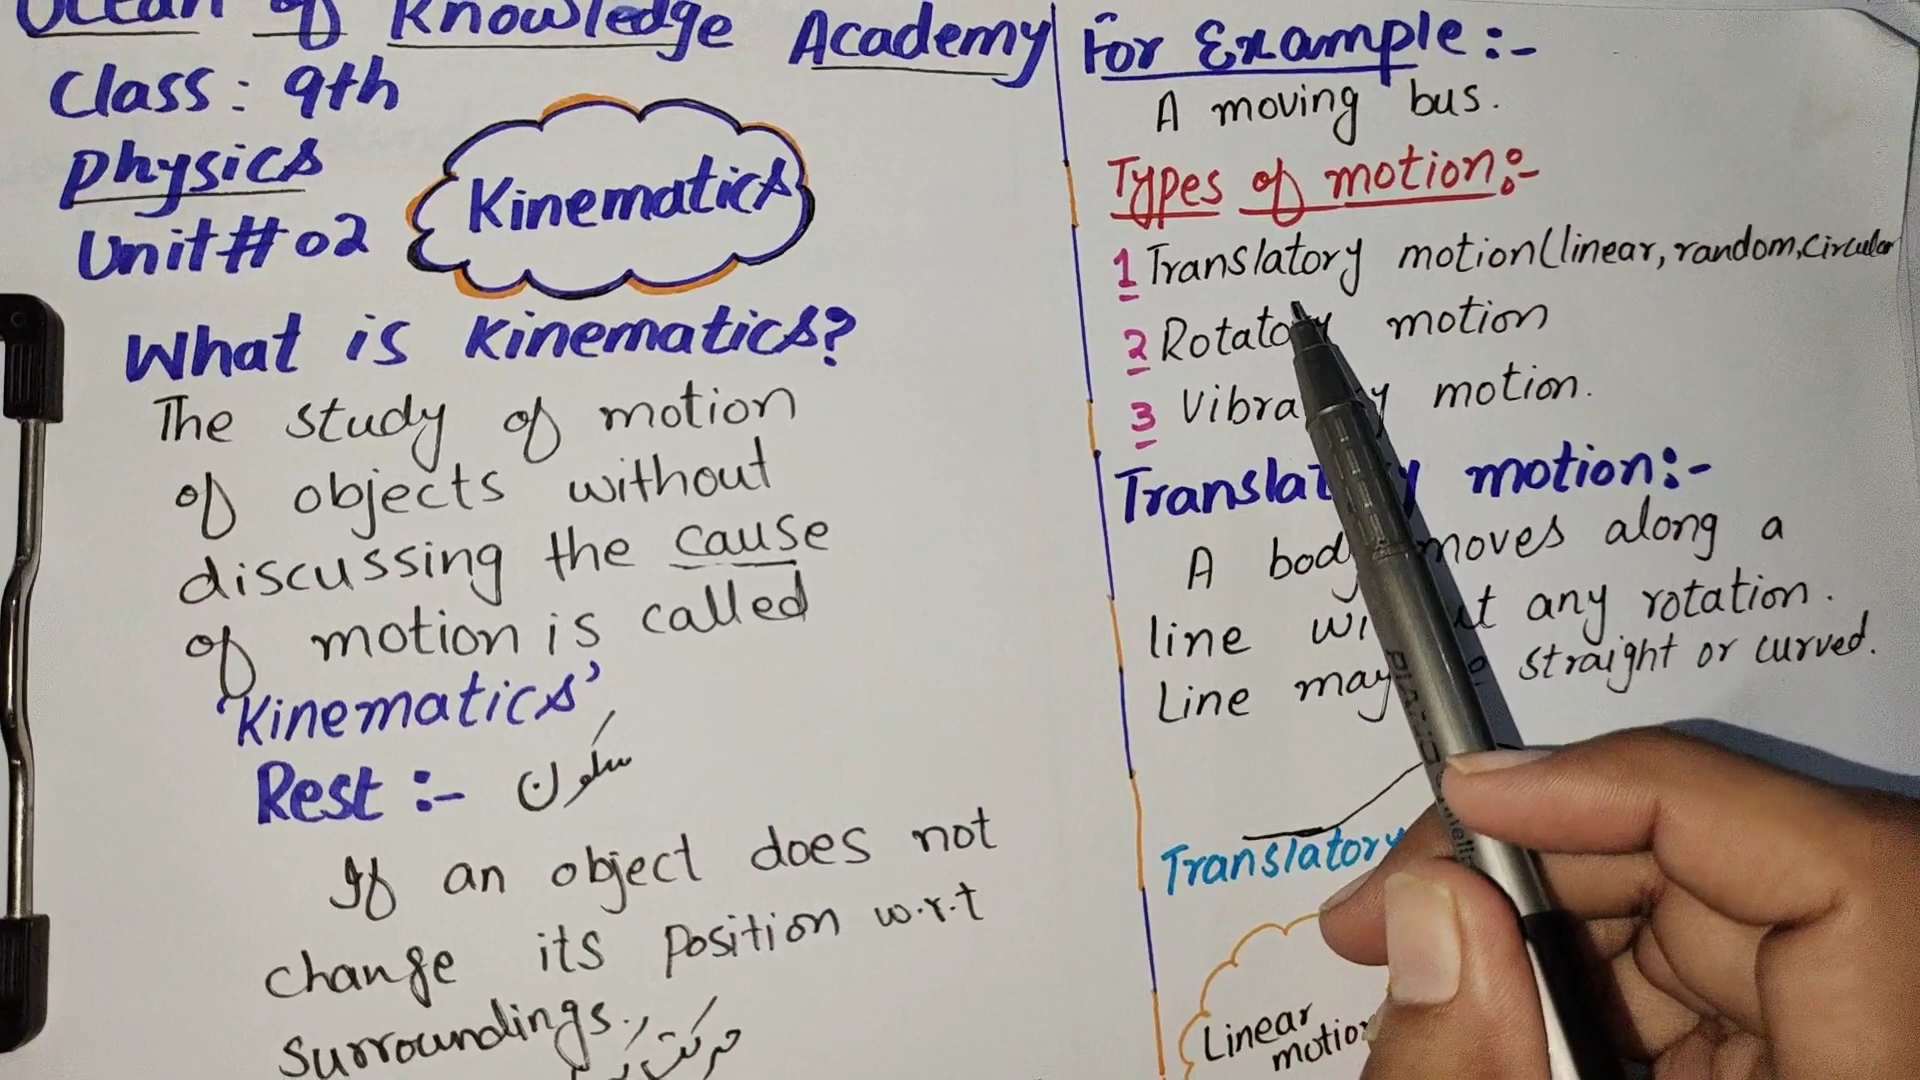 Ocean of Knowledge Academy
Class: 9th
Physics
Unit# 02
Kinematics
What is Kinematics?
The study of motion
of objects without
discussing the cause
of motion is called
'Kinematics'
Rest :- سکون
If an object does not
change its position w.r.t
surroundings.
حرکت
For Example:-
A moving bus.
Types of motion:-
1 Translatory motion(linear, random, circular
2 Rotatory motion
3 Vibra y motion.
Translat y motion:-
A body moves along a
line wi t any rotation.
Line may straight or curved.
Translatory
Linear
motion